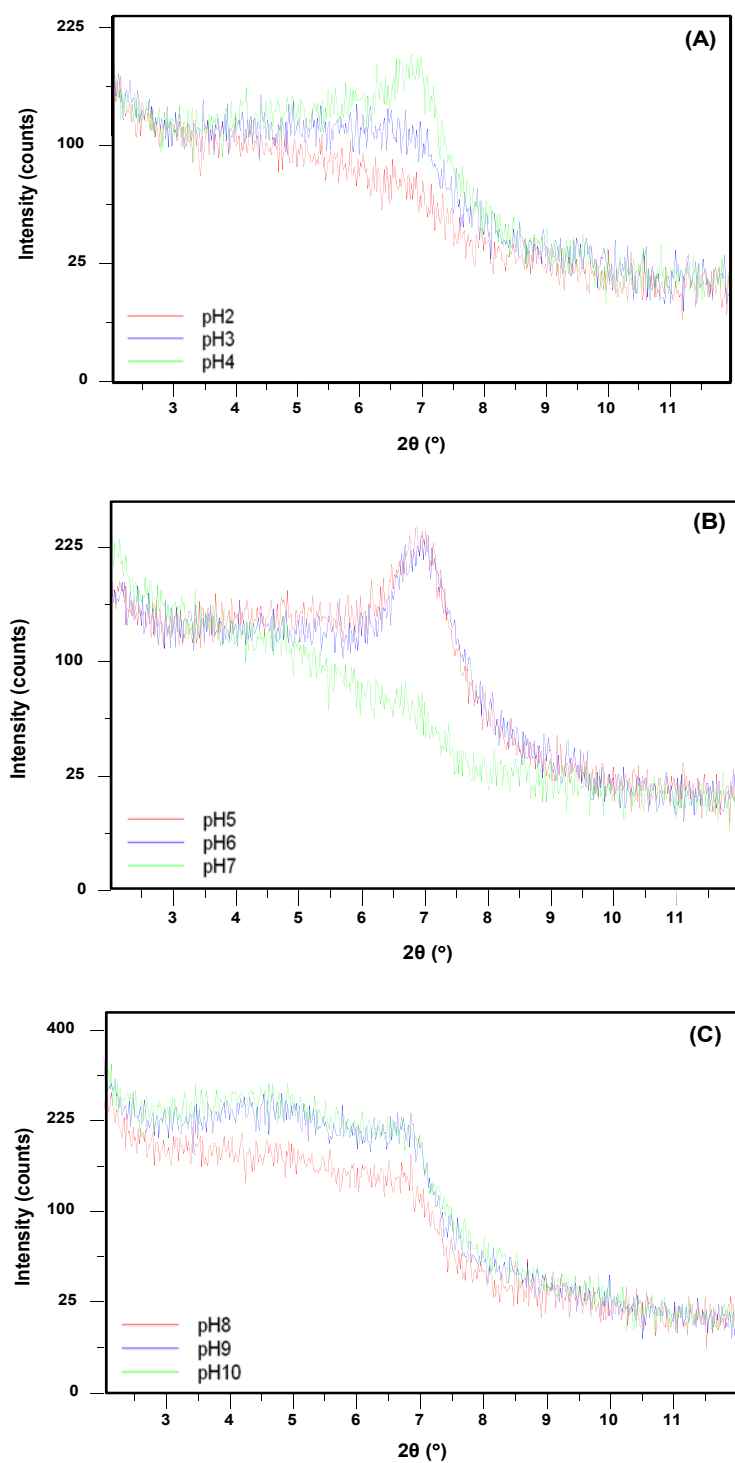 (A)
Intensity (counts)
225
100
25
0
pH2
pH3
pH4
3 4 5 6 7 8 9 10 11
2θ (°)
(B)
Intensity (counts)
225
100
25
0
pH5
pH6
pH7
3 4 5 6 7 8 9 10 11
2θ (°)
(C)
Intensity (counts)
400
225
100
25
0
pH8
pH9
pH10
3 4 5 6 7 8 9 10 11
2θ (°)